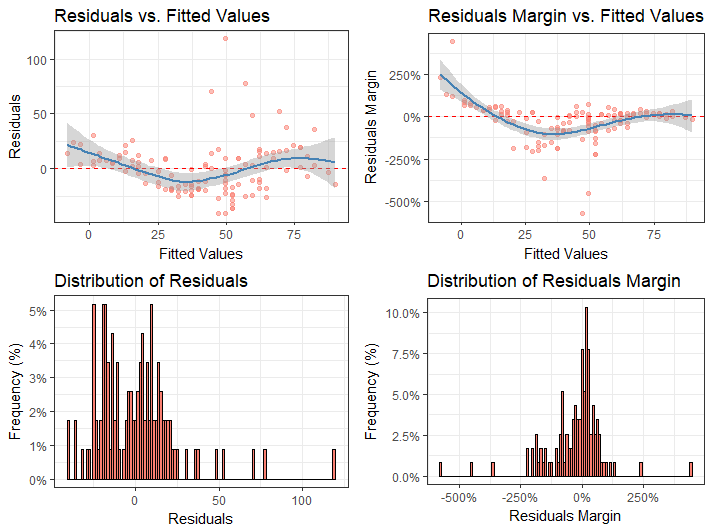 Residuals vs. Fitted Values
Residuals
100
50
0
0
25
50
75
Fitted Values
Residuals Margin vs. Fitted Values
Residuals Margin
250%
0%
-250%
-500%
0
25
50
75
Fitted Values
Distribution of Residuals
Frequency (%)
5%
4%
3%
2%
1%
0%
0
50
100
Residuals
Distribution of Residuals Margin
Frequency (%)
10.0%
7.5%
5.0%
2.5%
0.0%
-500%
-250%
0%
250%
Residuals Margin